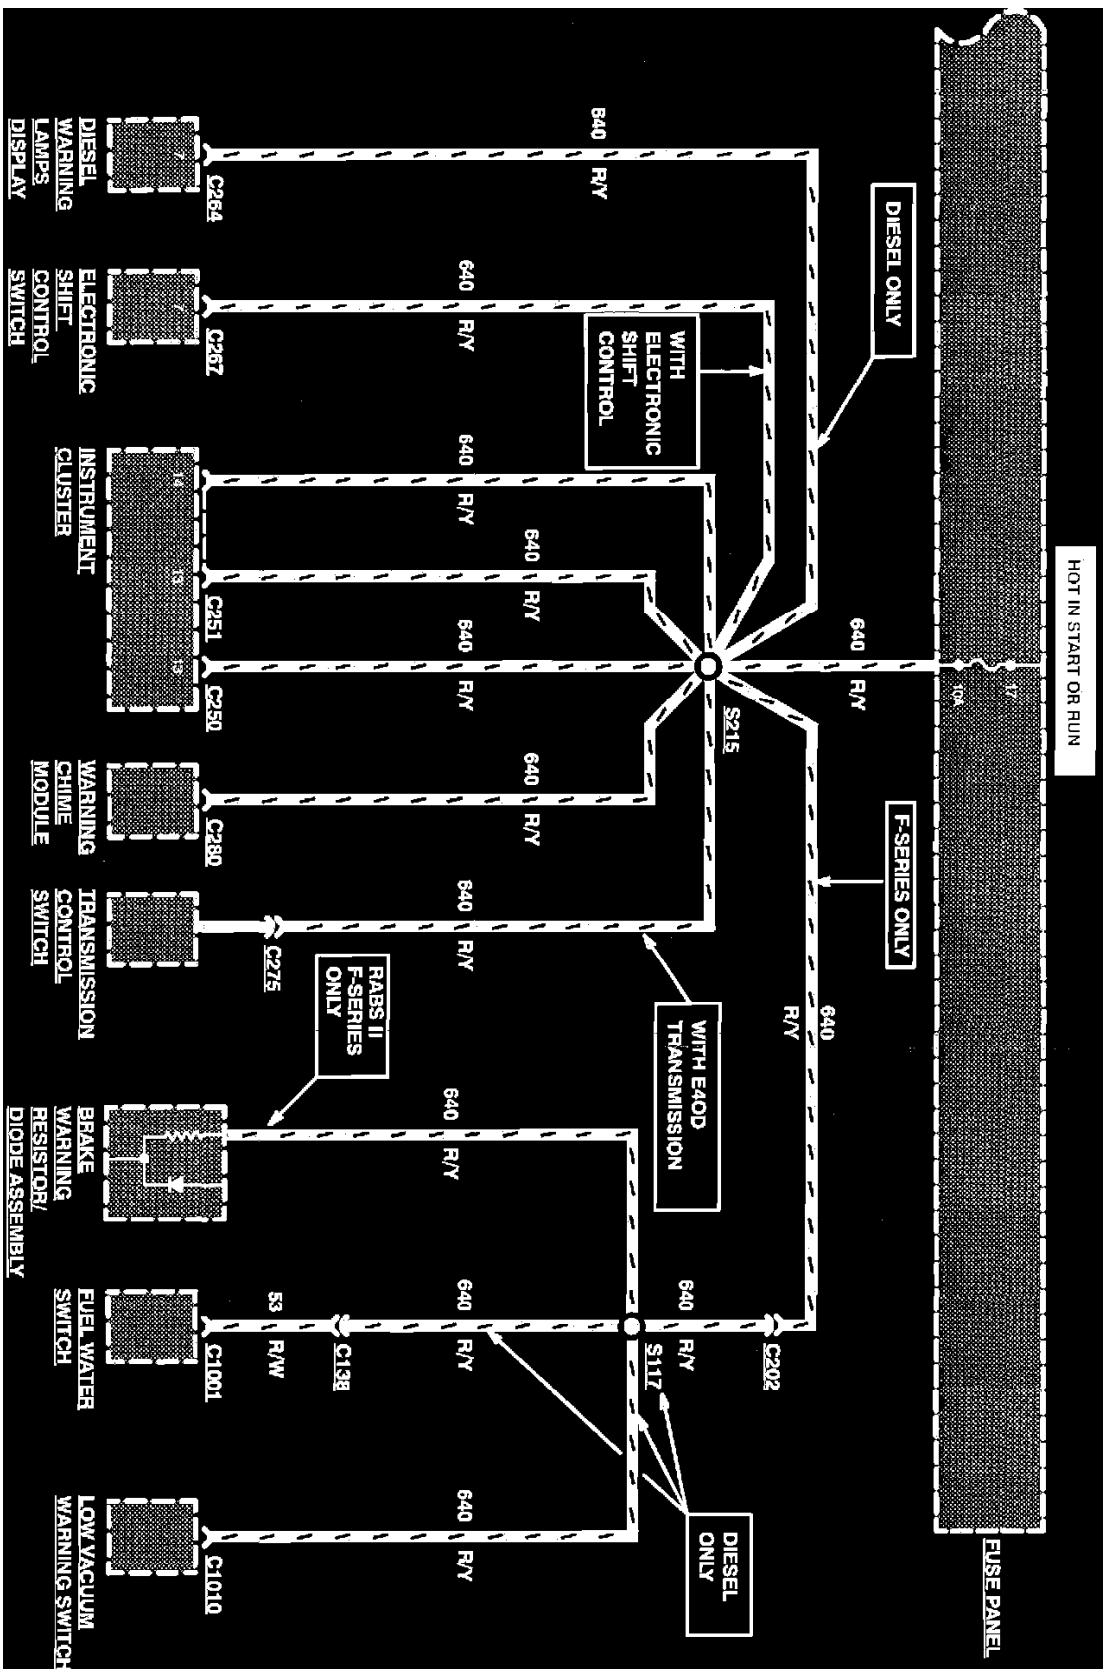 HOT IN START OR RUN
FUSE PANEL
17
10A
640
R/Y
DIESEL ONLY
F-SERIES ONLY
640
R/Y
S215
WITH
ELECTRONIC
SHIFT
CONTROL
WITH E4OD
TRANSMISSION
DIESEL
ONLY
C202
640
R/Y
S117
640
R/Y
640
R/Y
640
R/Y
640
R/Y
640
R/Y
640
R/Y
640
R/Y
C275
RABS II
F-SERIES
ONLY
640
R/Y
640
R/Y
C138
53
R/W
640
R/Y
C264
7
DIESEL
WARNING
LAMPS
DISPLAY
C267
7
ELECTRONIC
SHIFT
CONTROL
SWITCH
14
13
C251
13
C250
INSTRUMENT
CLUSTER
C280
WARNING
CHIME
MODULE
TRANSMISSION
CONTROL
SWITCH
BRAKE
WARNING
RESISTOR/
DIODE ASSEMBLY
C1001
FUEL WATER
SWITCH
C1010
LOW VACUUM
WARNING SWITCH